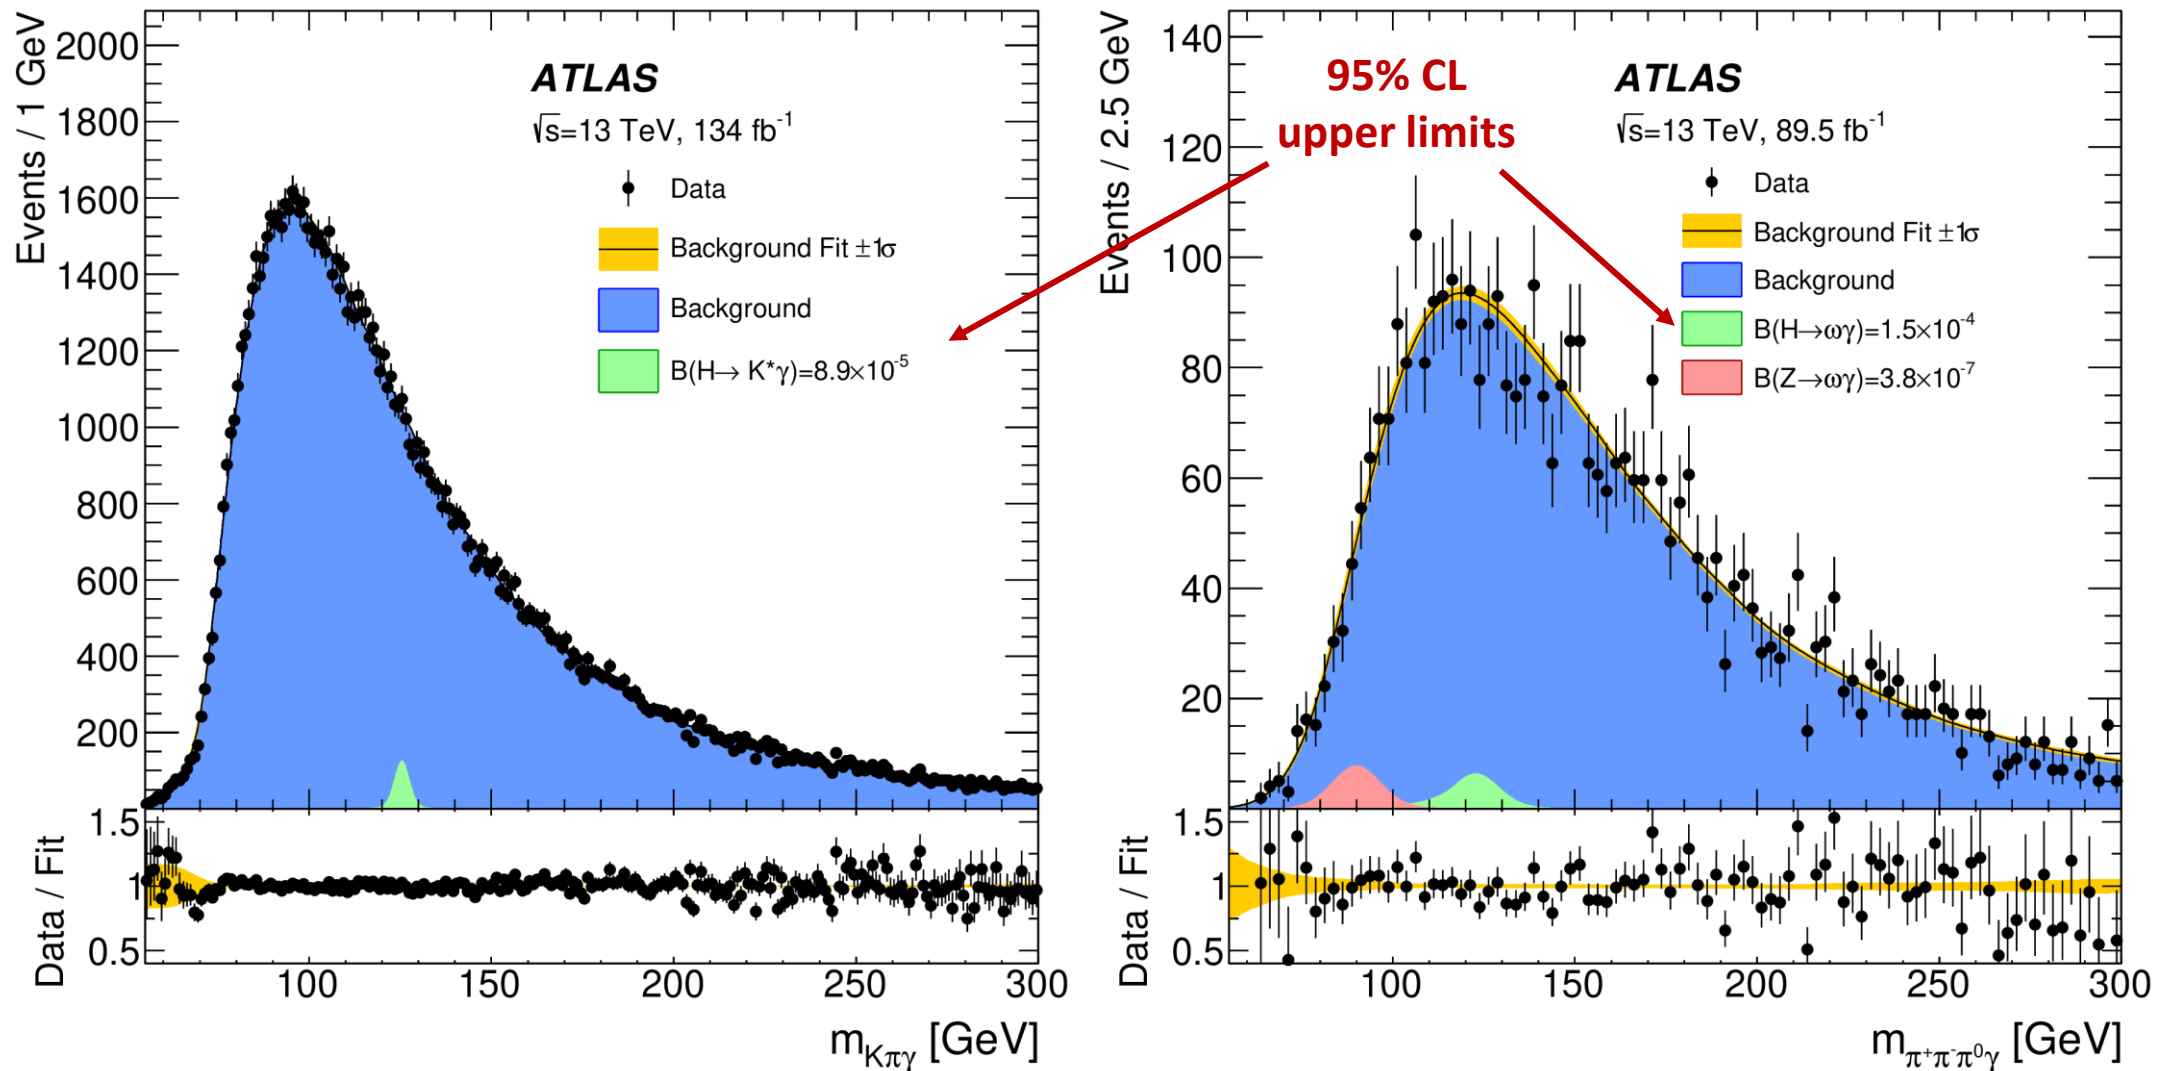 Events / 1 GeV
2000
1800
1600
1400
1200
1000
800
600
400
200
ATLAS
√s=13 TeV, 134 fb⁻¹
Data
Background Fit ±1σ
Background
B(H→ K*γ)=8.9×10⁻⁵
Data / Fit
1.5
1
0.5
100
150
200
250
300
m_Kπγ [GeV]
95% CL
upper limits
Events / 2.5 GeV
140
120
100
80
60
40
20
ATLAS
√s=13 TeV, 89.5 fb⁻¹
Data
Background Fit ±1σ
Background
B(H→ωγ)=1.5×10⁻⁴
B(Z→ωγ)=3.8×10⁻⁷
Data / Fit
1.5
1
0.5
100
150
200
250
300
m_π⁺π⁻π⁰γ [GeV]